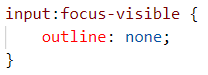 input:focus-visible {
    outline: none;
}